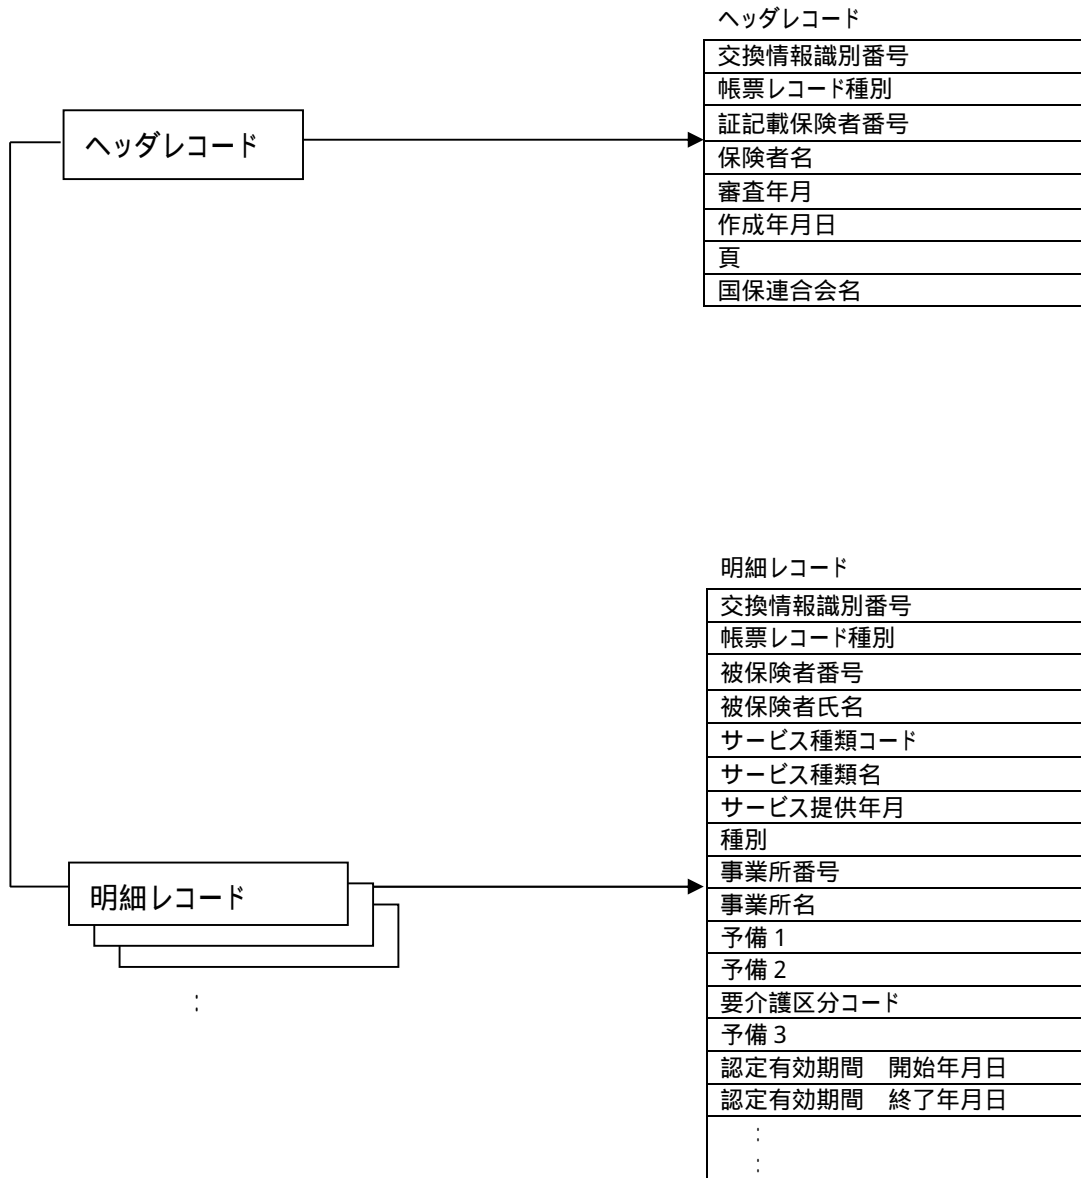 ヘッダレコード
交換情報識別番号
帳票レコード種別
証記載保険者番号
保険者名
審査年月
作成年月日
頁
国保連合会名
ヘッダレコード
明細レコード
交換情報識別番号
帳票レコード種別
被保険者番号
被保険者氏名
サービス種類コード
サービス種類名
サービス提供年月
種別
事業所番号
事業所名
予備1
予備2
要介護区分コード
予備3
認定有効期間　開始年月日
認定有効期間　終了年月日
:
:
明細レコード
: